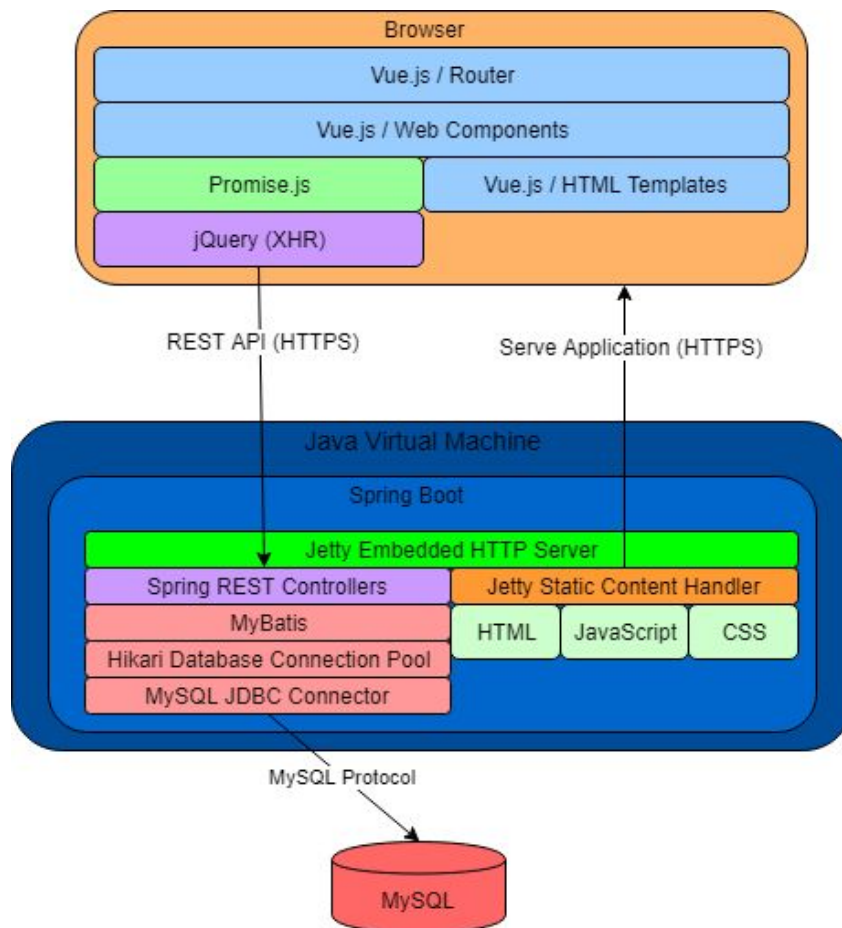 Browser
Vue.js / Router
Vue.js / Web Components
Promise.js
Vue.js / HTML Templates
jQuery (XHR)
REST API (HTTPS)
Serve Application (HTTPS)
Java Virtual Machine
Spring Boot
Jetty Embedded HTTP Server
Spring REST Controllers
Jetty Static Content Handler
MyBatis
HTML
JavaScript
CSS
Hikari Database Connection Pool
MySQL JDBC Connector
MySQL Protocol
MySQL